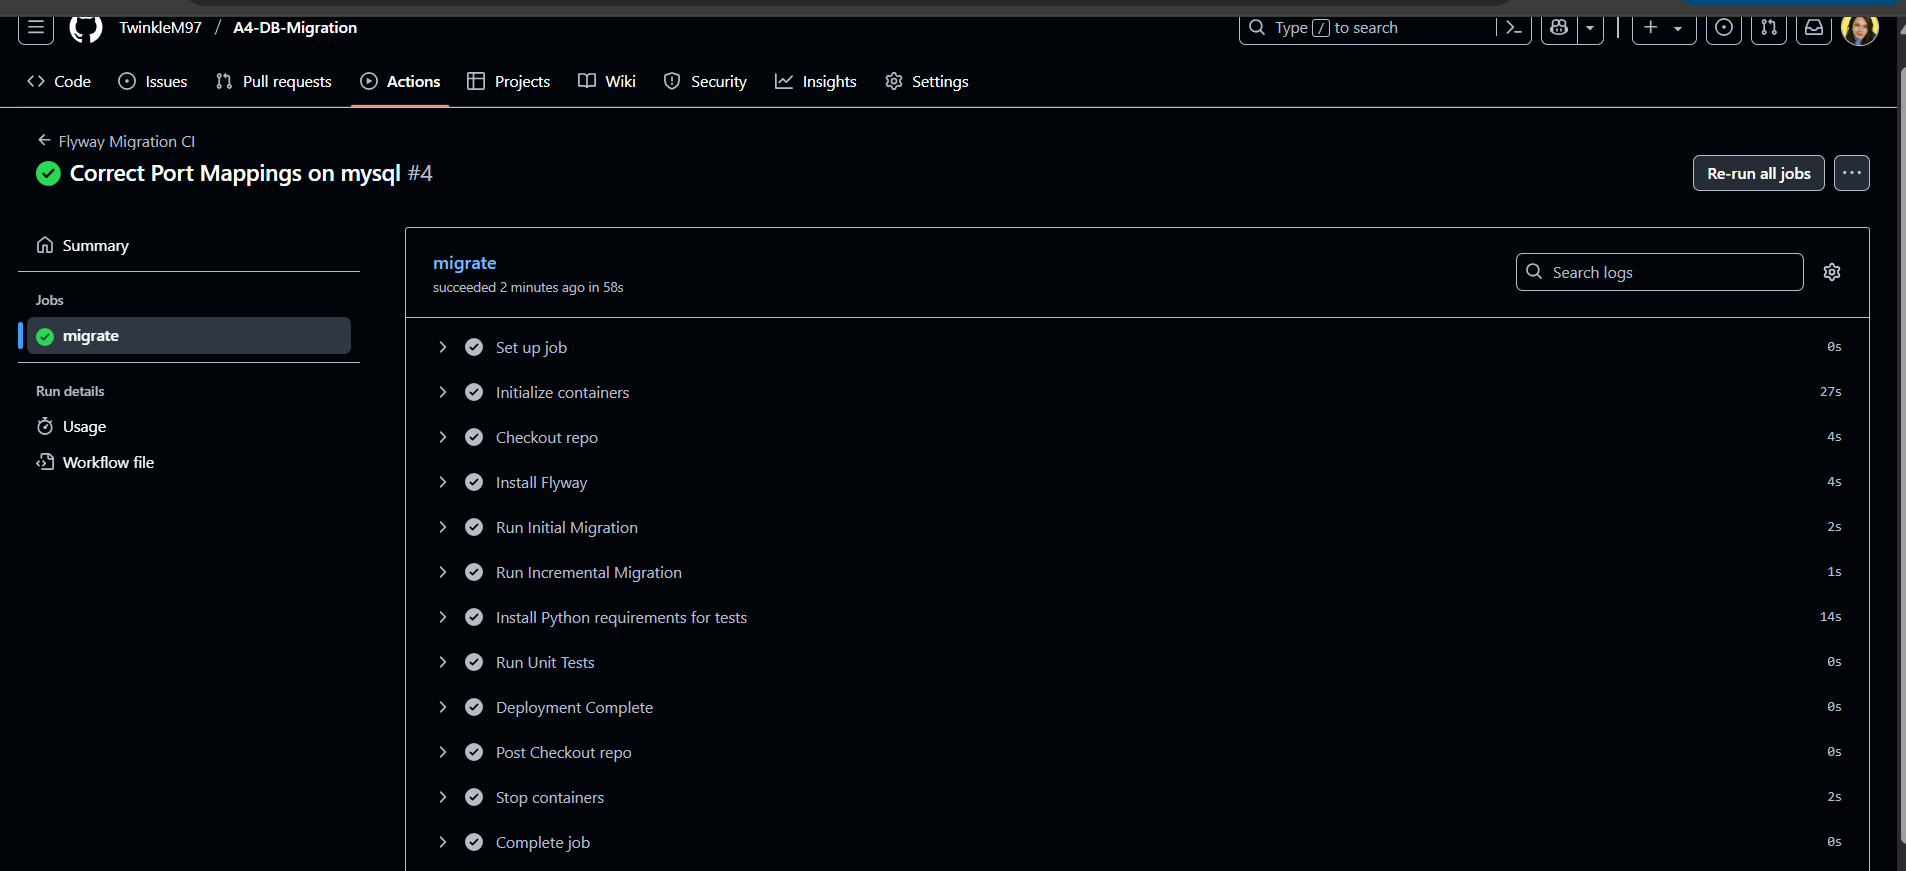 TwinkleM97 / A4-DB-Migration
Type / to search
Code Issues Pull requests Actions Projects Wiki Security Insights Settings
Flyway Migration CI
Correct Port Mappings on mysql #4
Re-run all jobs
Summary
Jobs
migrate
Run details
Usage
Workflow file
migrate
succeeded 2 minutes ago in 58s
Search logs
Set up job 0s
Initialize containers 27s
Checkout repo 4s
Install Flyway 4s
Run Initial Migration 2s
Run Incremental Migration 1s
Install Python requirements for tests 14s
Run Unit Tests 0s
Deployment Complete 0s
Post Checkout repo 0s
Stop containers 2s
Complete job 0s